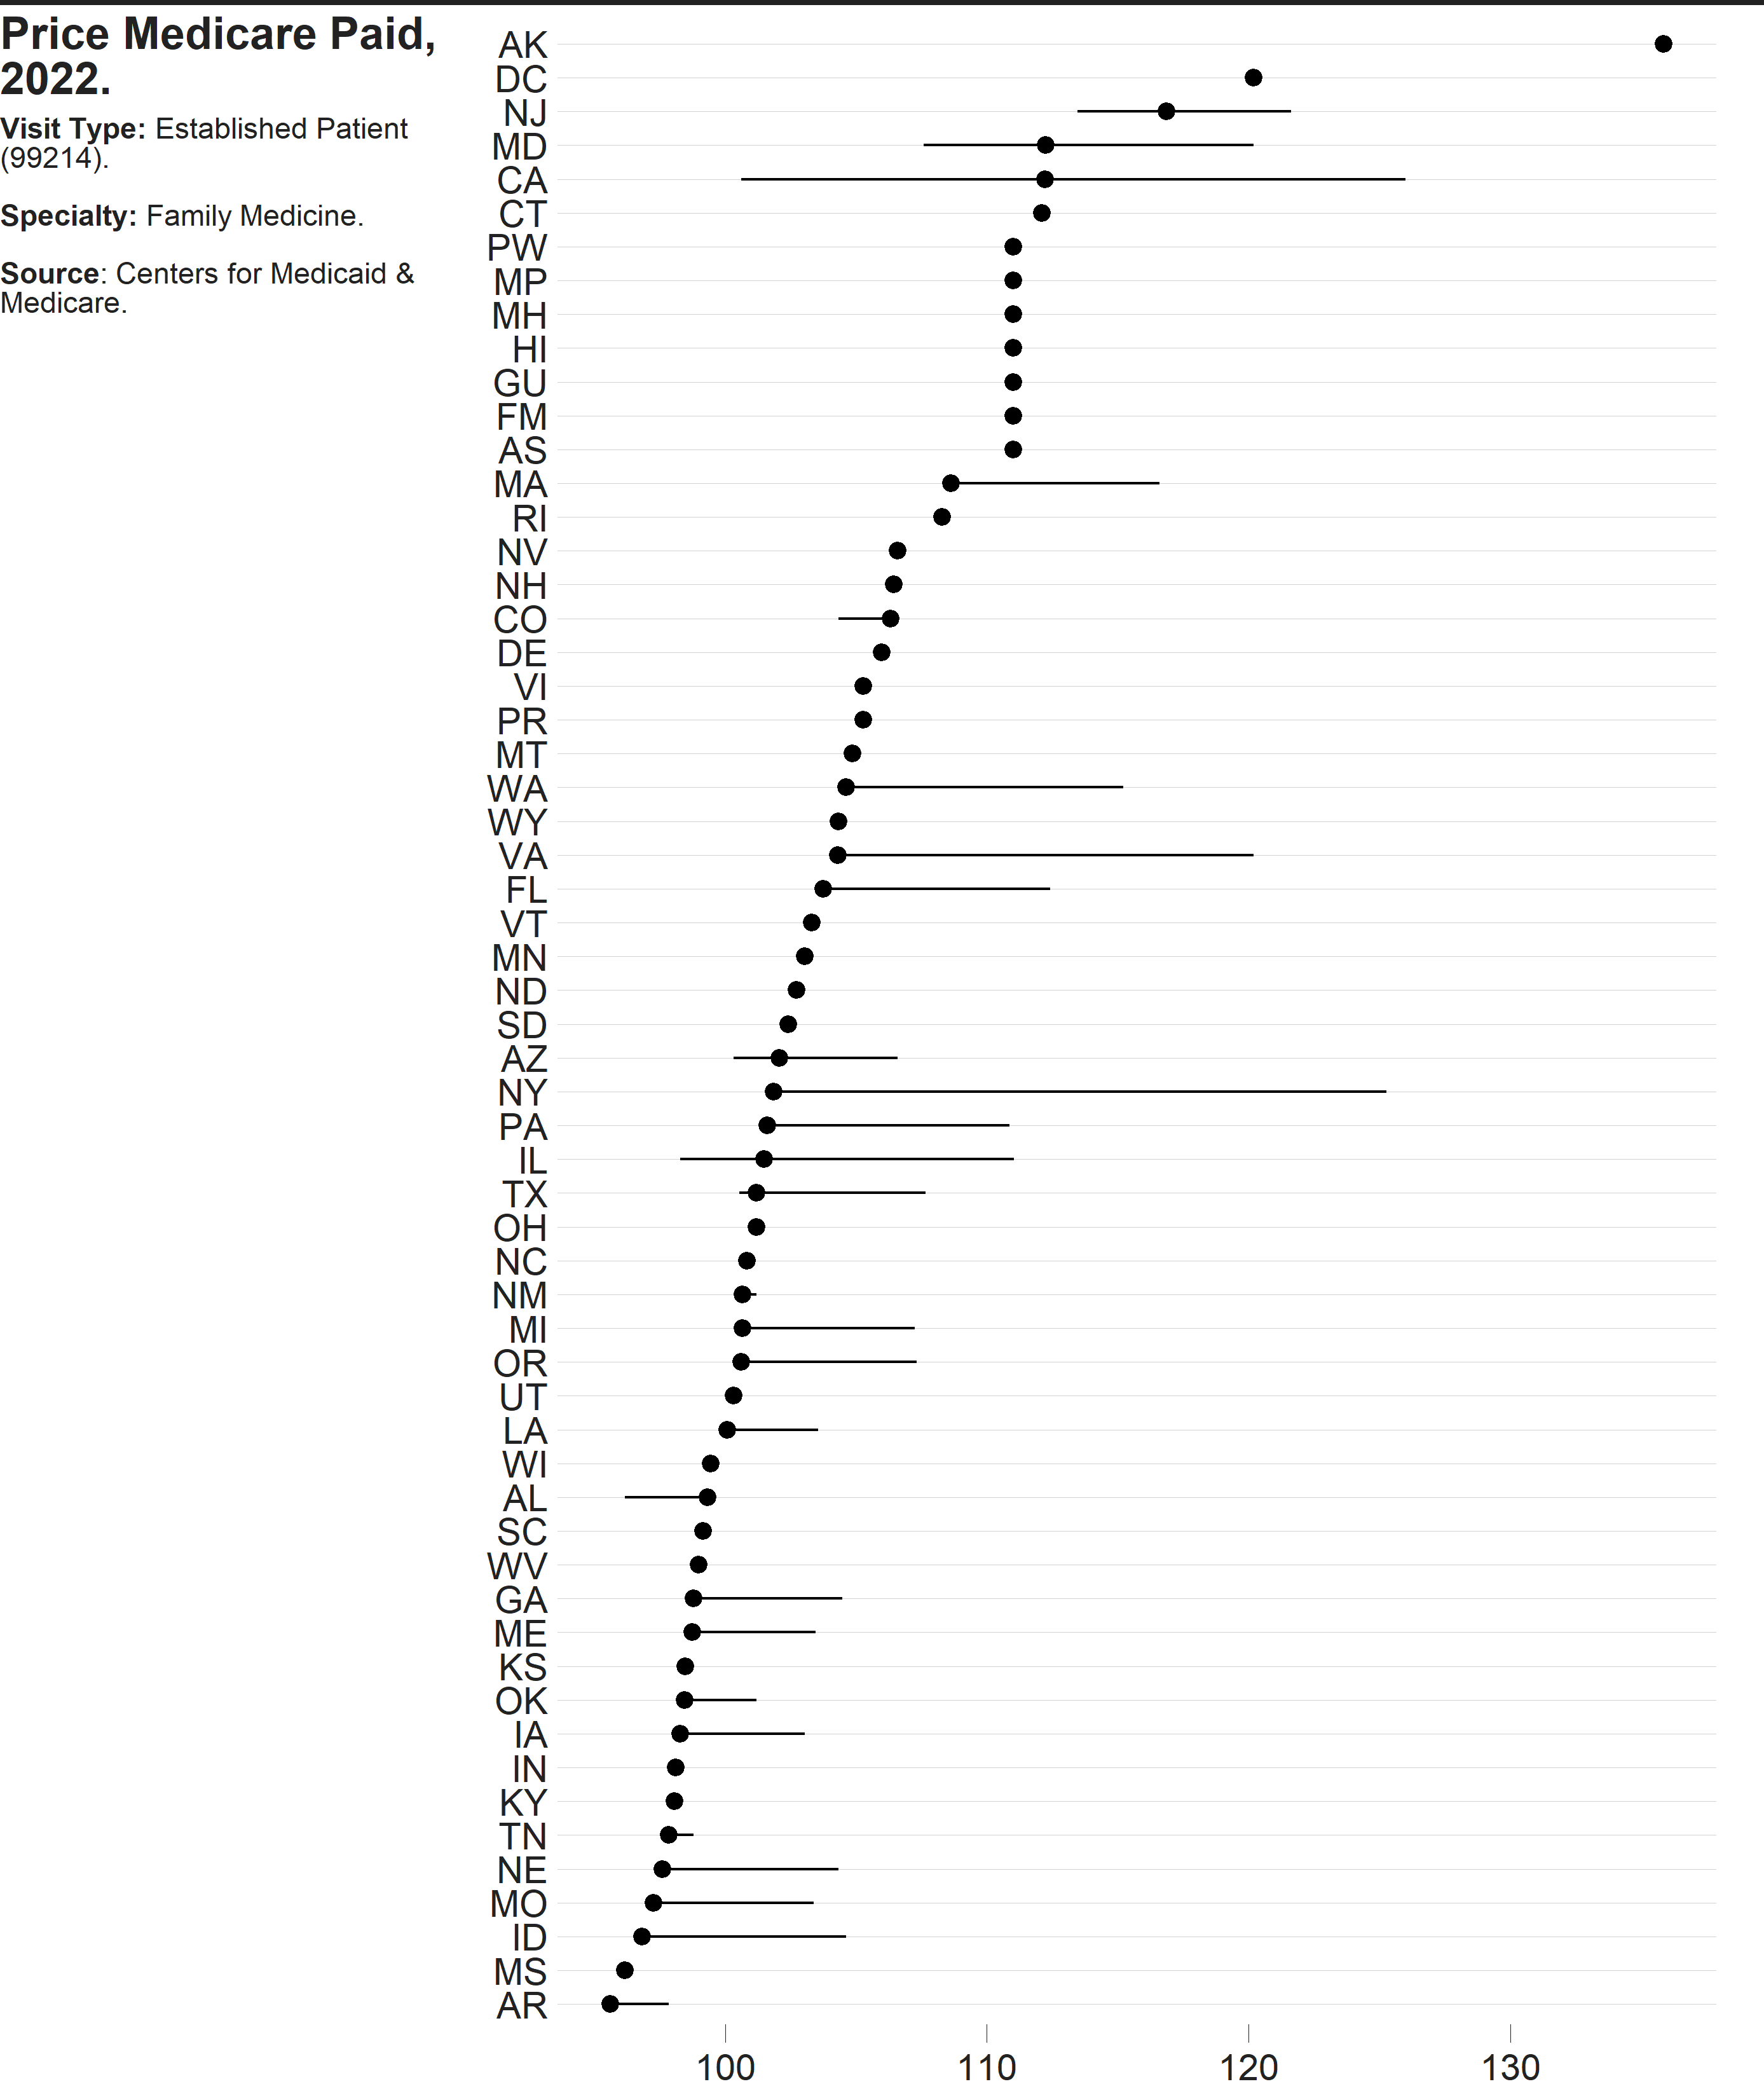 Price Medicare Paid,
2022.
Visit Type: Established Patient
(99214).
Specialty: Family Medicine.
Source: Centers for Medicaid &
Medicare.
AK
DC
NJ
MD
CA
CT
PW
MP
MH
HI
GU
FM
AS
MA
RI
NV
NH
CO
DE
VI
PR
MT
WA
WY
VA
FL
VT
MN
ND
SD
AZ
NY
PA
IL
TX
OH
NC
NM
MI
OR
UT
LA
WI
AL
SC
WV
GA
ME
KS
OK
IA
IN
KY
TN
NE
MO
ID
MS
AR
100 110 120 130